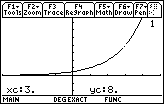 F1▾ F2▾ F3 F4 F5▾ F6▾ F7▾
Tools Zoom Trace ReGraph Math Draw Pen
1
xc:3. yc:8.
MAIN DEGEXACT FUNC